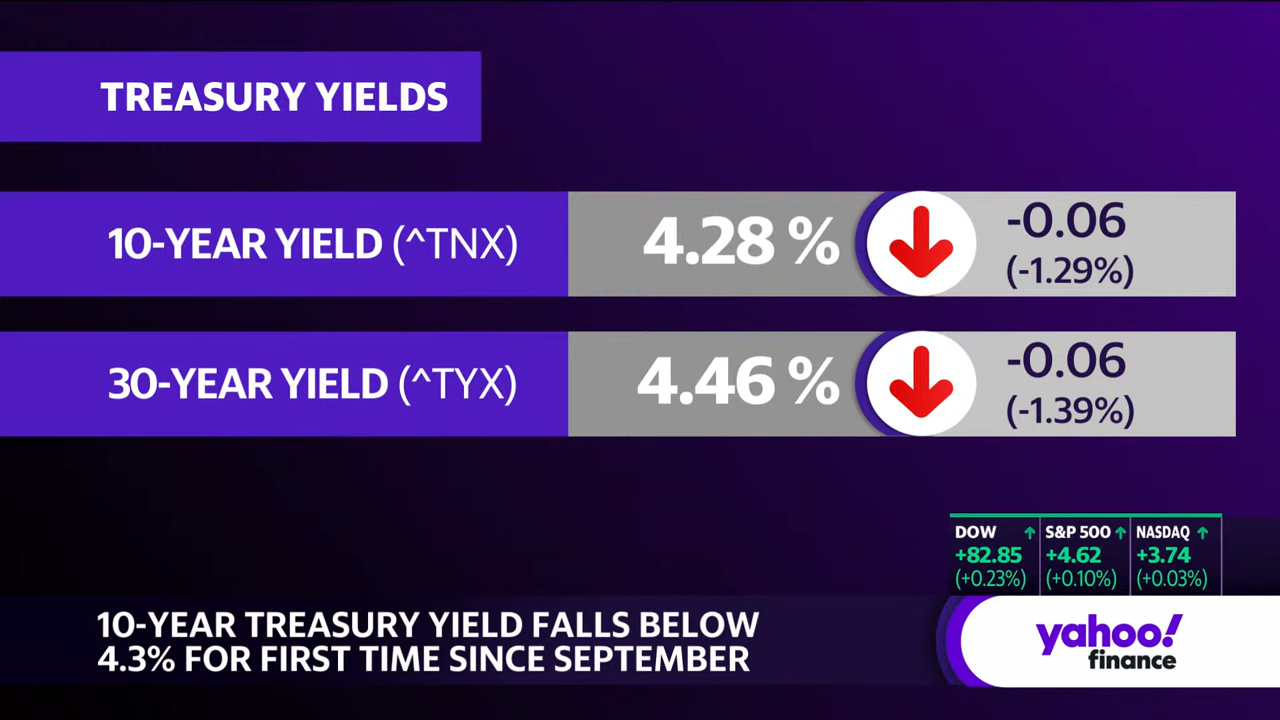 TREASURY YIELDS
10-YEAR YIELD (^TNX) 4.28 % -0.06
(-1.29%)
30-YEAR YIELD (^TYX) 4.46 % -0.06
(-1.39%)
DOW S&P 500 NASDAQ
+82.85 +4.62 +3.74
(+0.23%) (+0.10%) (+0.03%)
10-YEAR TREASURY YIELD FALLS BELOW
4.3% FOR FIRST TIME SINCE SEPTEMBER
yahoo!
finance